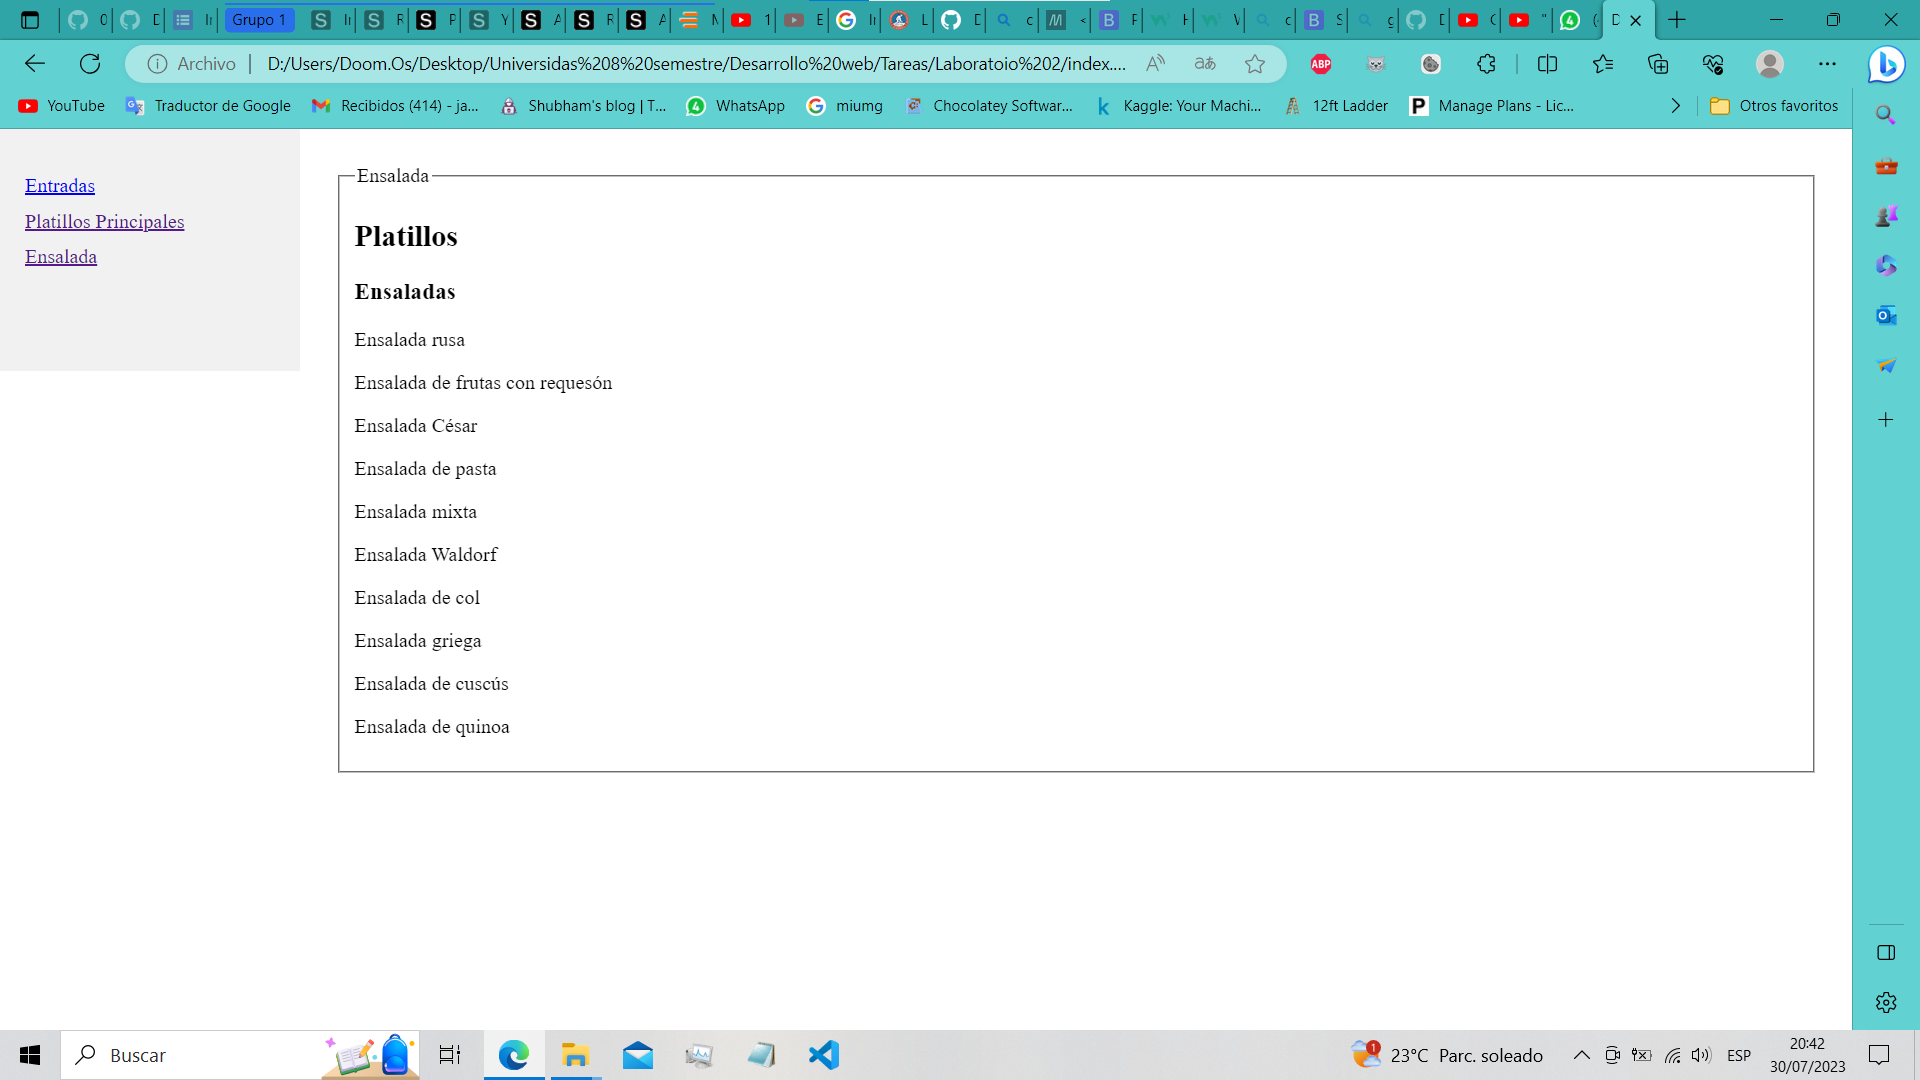 Grupo 1
Archivo
D:/Users/Doom.Os/Desktop/Universidas%208%20semestre/Desarrollo%20web/Tareas/Laboratoio%202/index....
YouTube
Traductor de Google
Recibidos (414) - ja...
Shubham's blog | T...
WhatsApp
miumg
Chocolatey Softwar...
Kaggle: Your Machi...
12ft Ladder
Manage Plans - Lic...
Otros favoritos
Entradas
Platillos Principales
Ensalada
Ensalada
Platillos
Ensaladas
Ensalada rusa
Ensalada de frutas con requesón
Ensalada César
Ensalada de pasta
Ensalada mixta
Ensalada Waldorf
Ensalada de col
Ensalada griega
Ensalada de cuscús
Ensalada de quinoa
Buscar
23°C Parc. soleado
ESP
20:42
30/07/2023